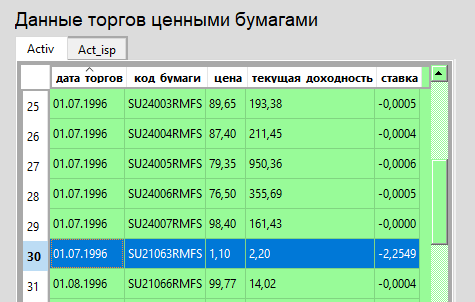 Данные торгов ценными бумагами
Activ Act_isp
дата торгов код бумаги цена текущая доходность ставка
25 01.07.1996 SU24003RMFS 89,65 193,38 -0,0005
26 01.07.1996 SU24004RMFS 87,40 211,45 -0,0004
27 01.07.1996 SU24005RMFS 79,35 950,36 -0,0006
28 01.07.1996 SU24006RMFS 76,50 355,69 -0,0005
29 01.07.1996 SU24007RMFS 98,40 161,43 -0,0000
30 01.07.1996 SU21063RMFS 1,10 2,20 -2,2549
31 01.08.1996 SU21066RMFS 99,77 14,02 -0,0004